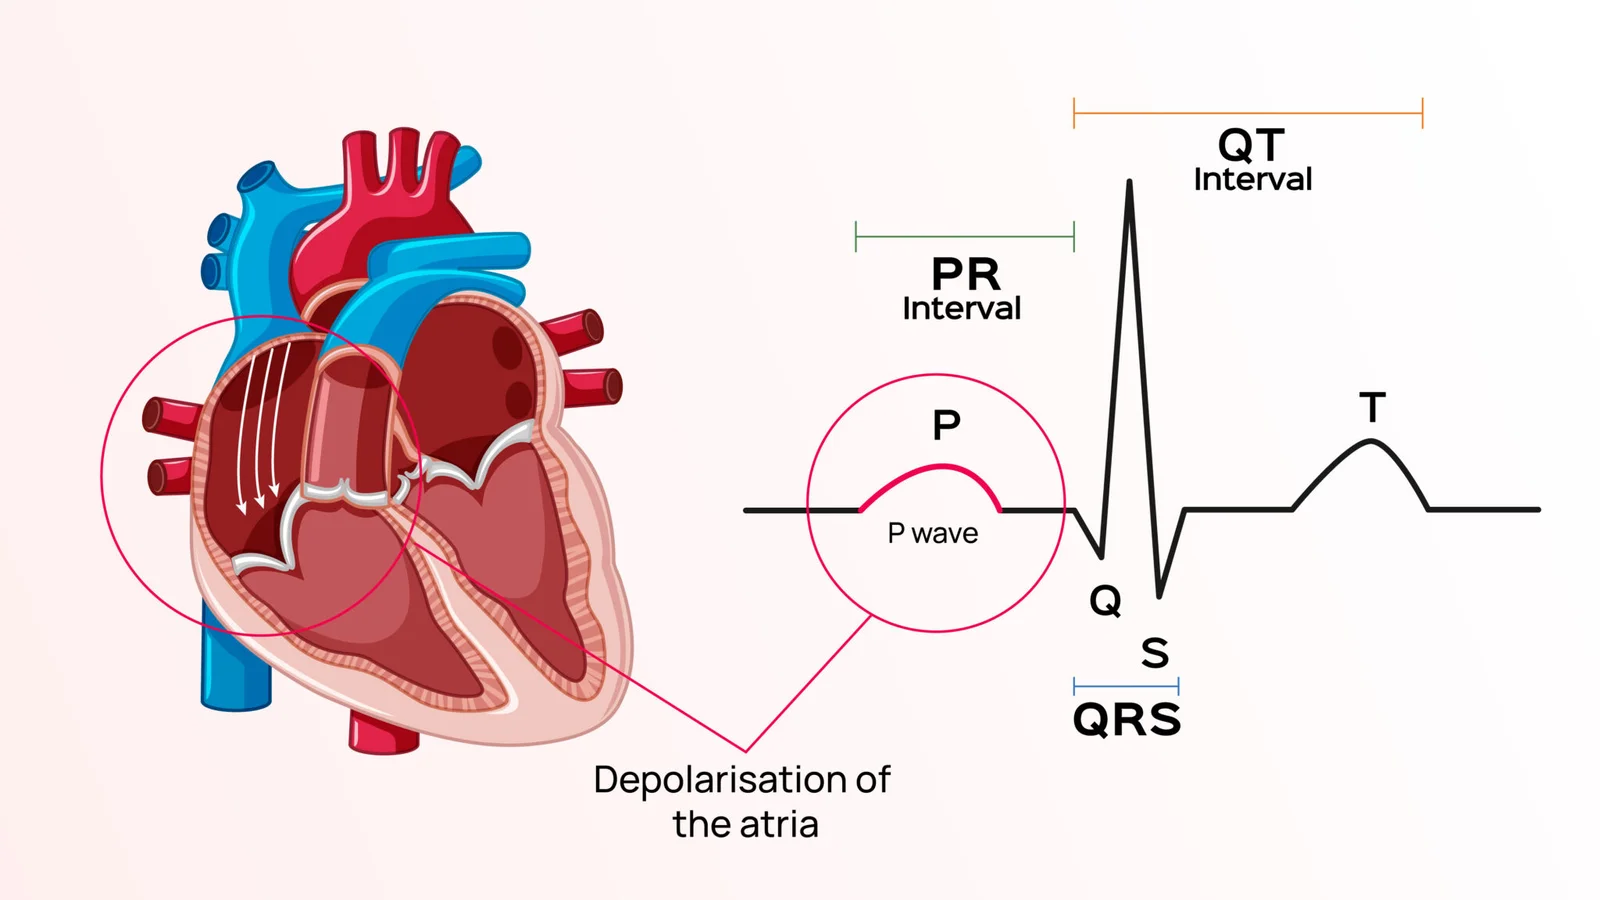 QT
Interval
PR
Interval
P
P wave
T
Q
S
QRS
Depolarisation of
the atria